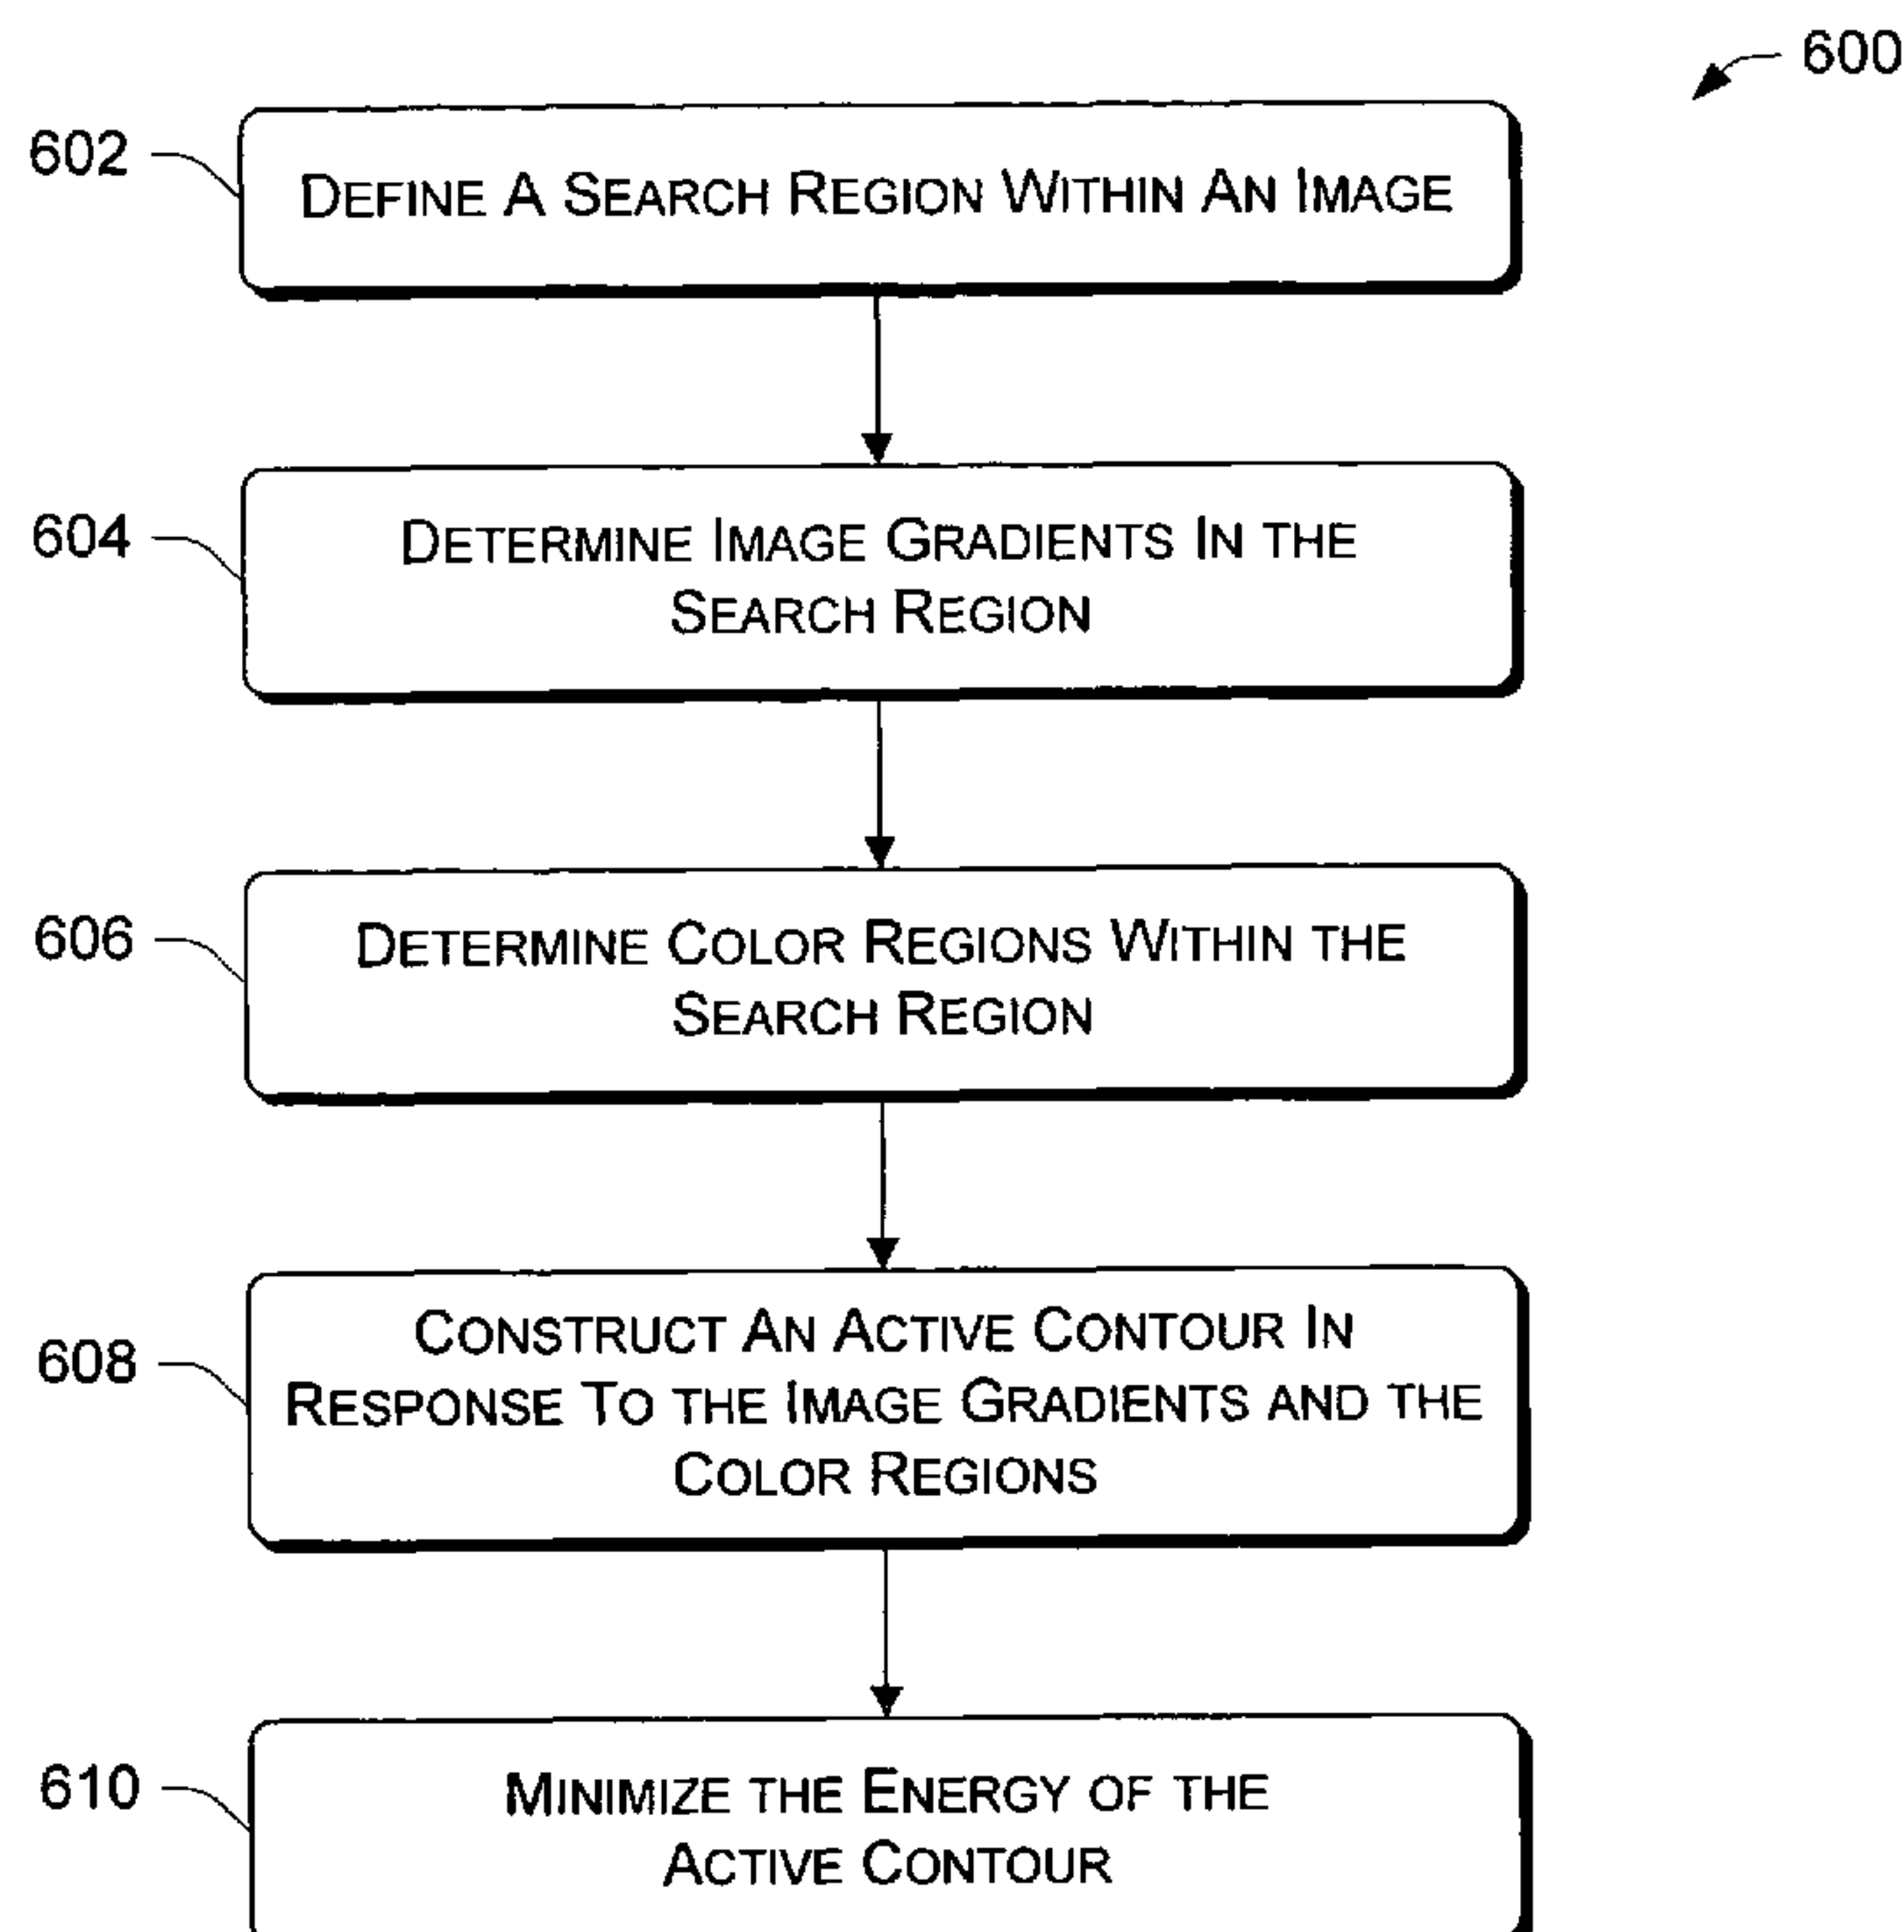 600
602
DEFINE A SEARCH REGION WITHIN AN IMAGE
604
DETERMINE IMAGE GRADIENTS IN THE
SEARCH REGION
606
DETERMINE COLOR REGIONS WITHIN THE
SEARCH REGION
608
CONSTRUCT AN ACTIVE CONTOUR IN
RESPONSE TO THE IMAGE GRADIENTS AND THE
COLOR REGIONS
610
MINIMIZE THE ENERGY OF THE
ACTIVE CONTOUR